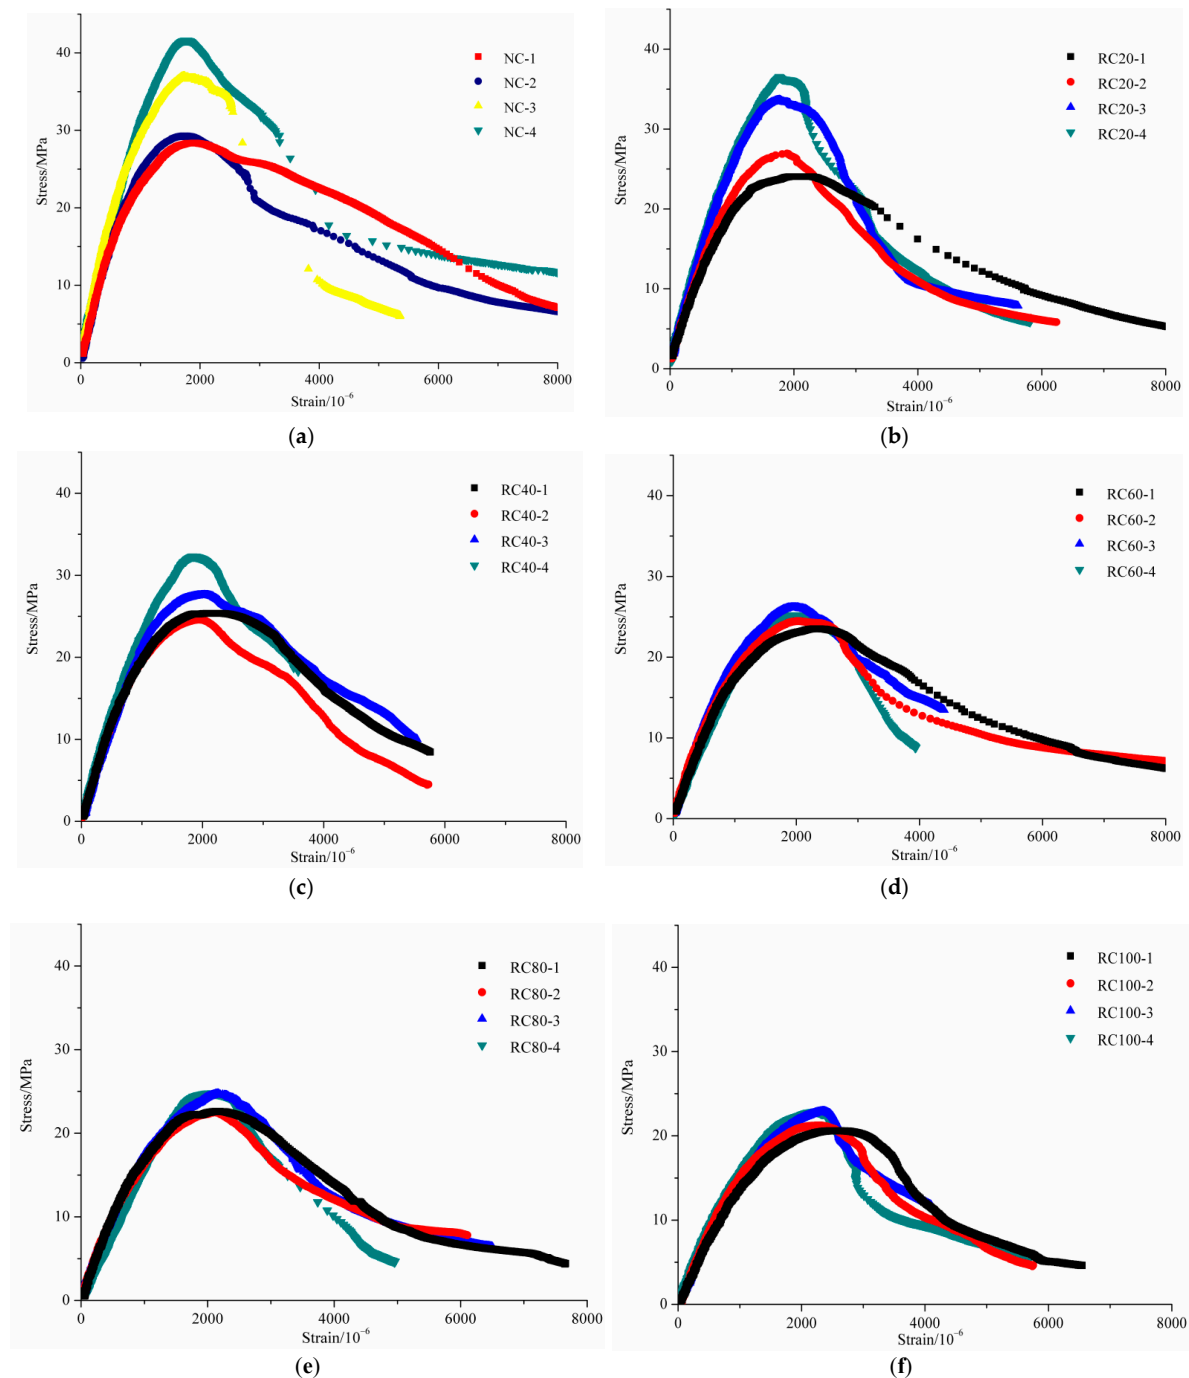 40
30
20
10
0
Stress/MPa
NC-1
NC-2
NC-3
NC-4
0 2000 4000 6000 8000
Strain/10⁻⁶
(a)
40
30
20
10
0
Stress/MPa
RC20-1
RC20-2
RC20-3
RC20-4
0 2000 4000 6000 8000
Strain/10⁻⁶
(b)
40
30
20
10
0
Stress/MPa
RC40-1
RC40-2
RC40-3
RC40-4
0 2000 4000 6000 8000
Strain/10⁻⁶
(c)
40
30
20
10
0
Stress/MPa
RC60-1
RC60-2
RC60-3
RC60-4
0 2000 4000 6000 8000
Strain/10⁻⁶
(d)
40
30
20
10
0
Stress/MPa
RC80-1
RC80-2
RC80-3
RC80-4
0 2000 4000 6000 8000
Strain/10⁻⁶
(e)
40
30
20
10
0
Stress/MPa
RC100-1
RC100-2
RC100-3
RC100-4
0 2000 4000 6000 8000
Strain/10⁻⁶
(f)